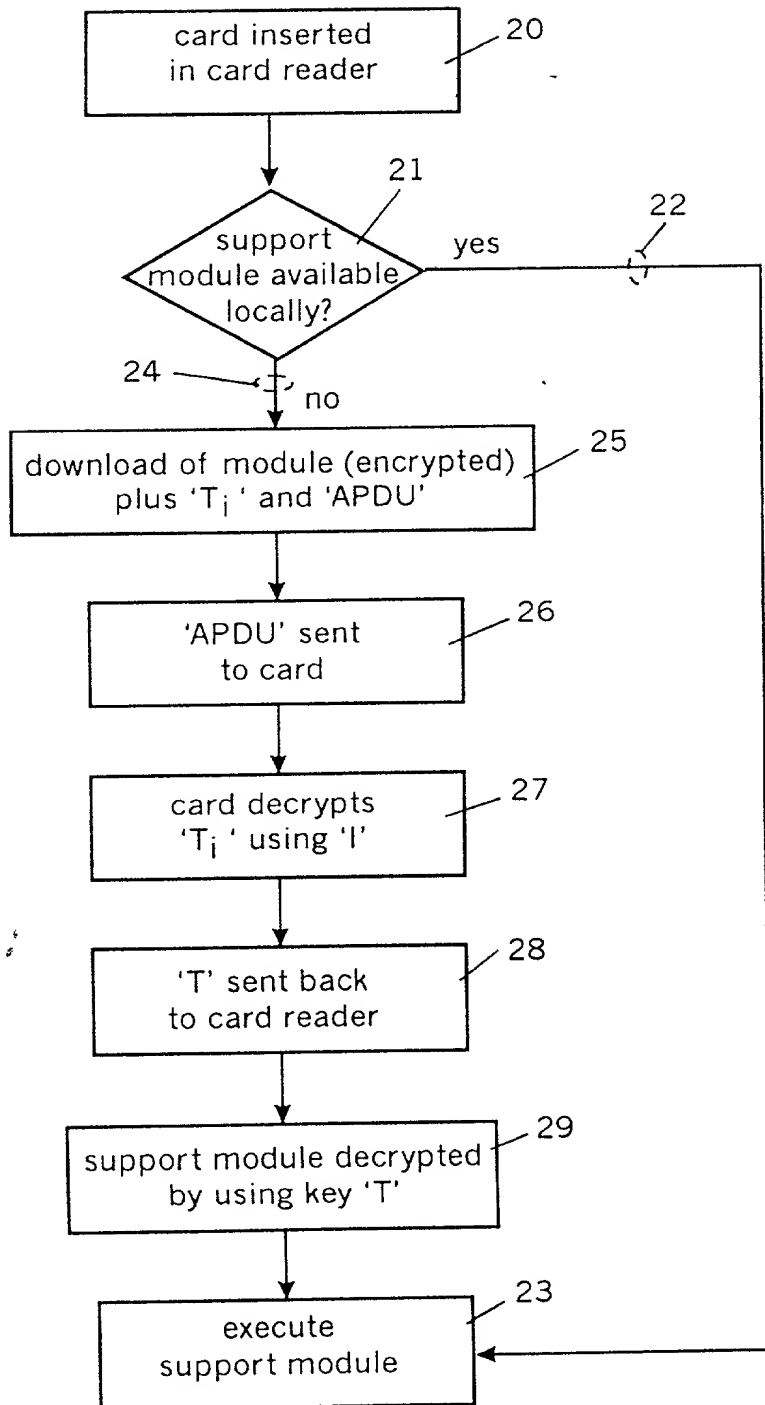 card inserted
in card reader
20
21
support
module available
locally?
yes
22
24
no
download of module (encrypted)
plus ‘Ti ‘ and ‘APDU’
25
‘APDU’ sent
to card
26
card decrypts
‘Ti ‘ using ‘I’
27
‘T’ sent back
to card reader
28
support module decrypted
by using key ‘T’
29
execute
support module
23